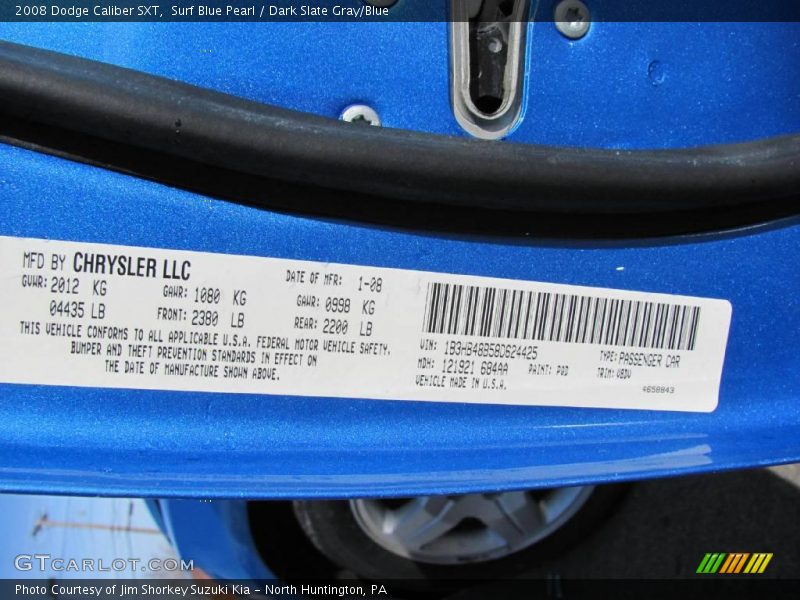 2008 Dodge Caliber SXT,  Surf Blue Pearl / Dark Slate Gray/Blue
MFD BY CHRYSLER LLC
DATE OF MFR: 1-08
GVWR: 2012 KG
GAWR: 1080 KG
GAWR: 0998 KG
04435 LB
FRONT: 2380 LB
REAR: 2200 LB
THIS VEHICLE CONFORMS TO ALL APPLICABLE U.S.A. FEDERAL MOTOR VEHICLE SAFETY.
BUMPER AND THEFT PREVENTION STANDARDS IN EFFECT ON
THE DATE OF MANUFACTURE SHOWN ABOVE.
VIN: 1B3HB48B58D624425
TYPE: PASSENGER CAR
MDH: 121921 684AA
PAINT: PQD
TRIM: VBDV
VEHICLE MADE IN U.S.A.
4658843
GTCARLOT.COM
Photo Courtesy of Jim Shorkey Suzuki Kia - North Huntington, PA